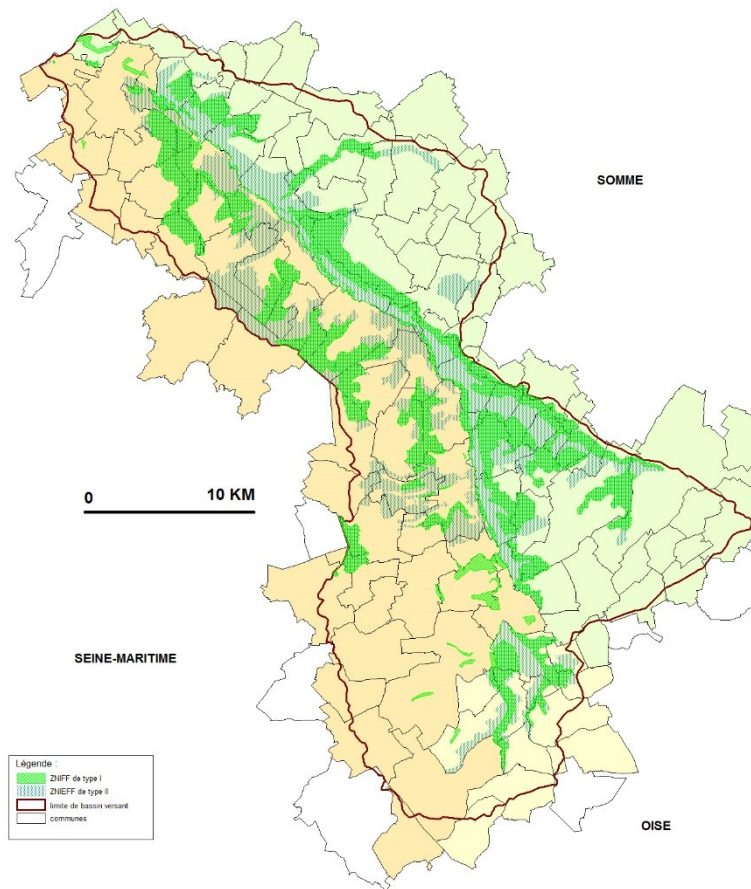 SOMME
0 10 KM
SEINE-MARITIME
Légende :
ZNIFF de type I
ZNIEFF de type II
limite de bassin versant
communes
OISE